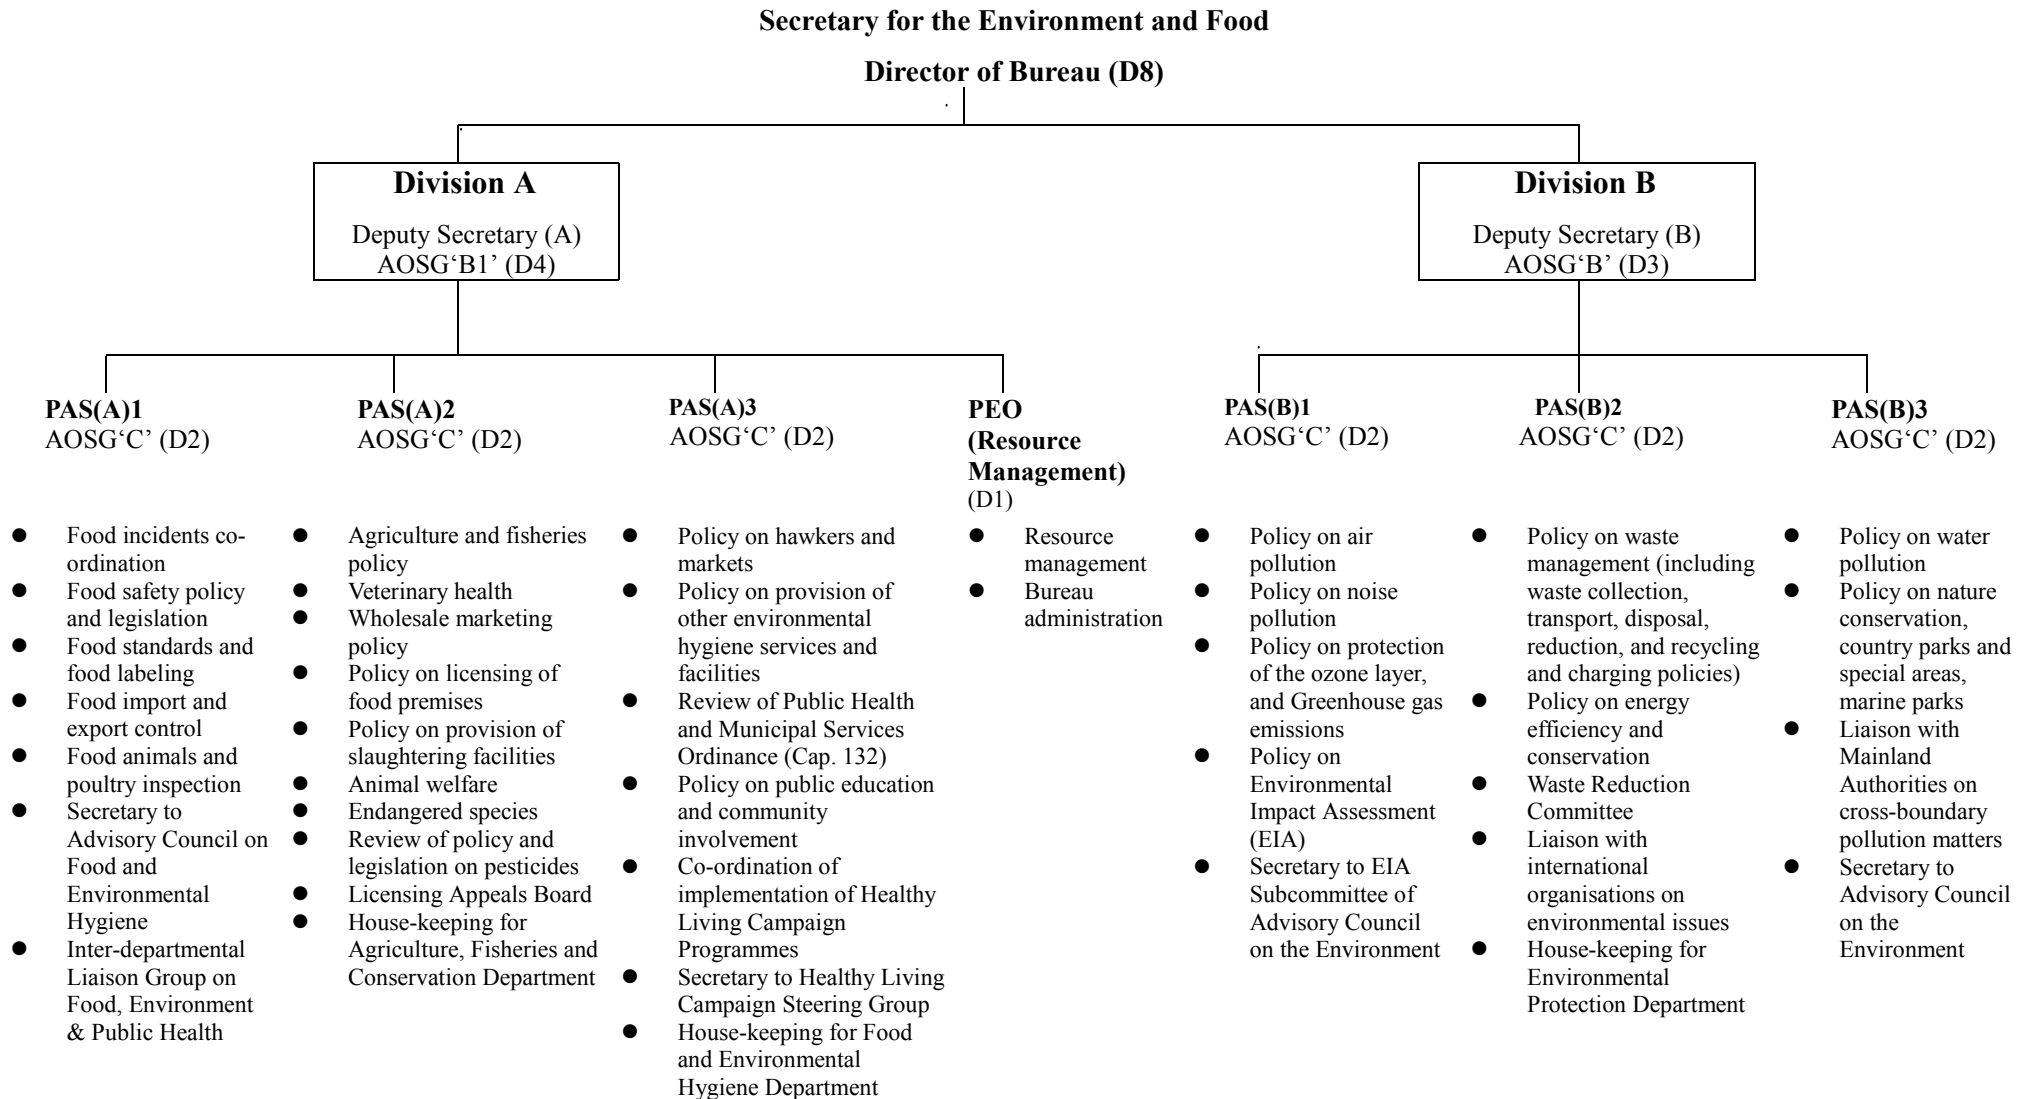 Secretary for the Environment and Food
Director of Bureau (D8)
Division A
Deputy Secretary (A)
AOSG‘B1’ (D4)
Division B
Deputy Secretary (B)
AOSG‘B’ (D3)
PAS(A)1
AOSG‘C’ (D2)
● Food incidents co-
ordination
● Food safety policy
and legislation
● Food standards and
food labeling
● Food import and
export control
● Food animals and
poultry inspection
● Secretary to
Advisory Council on
Food and
Environmental
Hygiene
● Inter-departmental
Liaison Group on
Food, Environment
& Public Health
PAS(A)2
AOSG‘C’ (D2)
● Agriculture and fisheries
policy
● Veterinary health
● Wholesale marketing
policy
● Policy on licensing of
food premises
● Policy on provision of
slaughtering facilities
● Animal welfare
● Endangered species
● Review of policy and
legislation on pesticides
● Licensing Appeals Board
● House-keeping for
Agriculture, Fisheries and
Conservation Department
PAS(A)3
AOSG‘C’ (D2)
● Policy on hawkers and
markets
● Policy on provision of
other environmental
hygiene services and
facilities
● Review of Public Health
and Municipal Services
Ordinance (Cap. 132)
● Policy on public education
and community
involvement
● Co-ordination of
implementation of Healthy
Living Campaign
Programmes
● Secretary to Healthy Living
Campaign Steering Group
● House-keeping for Food
and Environmental
Hygiene Department
PEO
(Resource
Management)
(D1)
● Resource
management
● Bureau
administration
PAS(B)1
AOSG‘C’ (D2)
● Policy on air
pollution
● Policy on noise
pollution
● Policy on protection
of the ozone layer,
and Greenhouse gas
emissions
● Policy on
Environmental
Impact Assessment
(EIA)
● Secretary to EIA
Subcommittee of
Advisory Council
on the Environment
PAS(B)2
AOSG‘C’ (D2)
● Policy on waste
management (including
waste collection,
transport, disposal,
reduction, and recycling
and charging policies)
● Policy on energy
efficiency and
conservation
● Waste Reduction
Committee
● Liaison with
international
organisations on
environmental issues
● House-keeping for
Environmental
Protection Department
PAS(B)3
AOSG‘C’ (D2)
● Policy on water
pollution
● Policy on nature
conservation,
country parks and
special areas,
marine parks
● Liaison with
Mainland
Authorities on
cross-boundary
pollution matters
● Secretary to
Advisory Council
on the
Environment